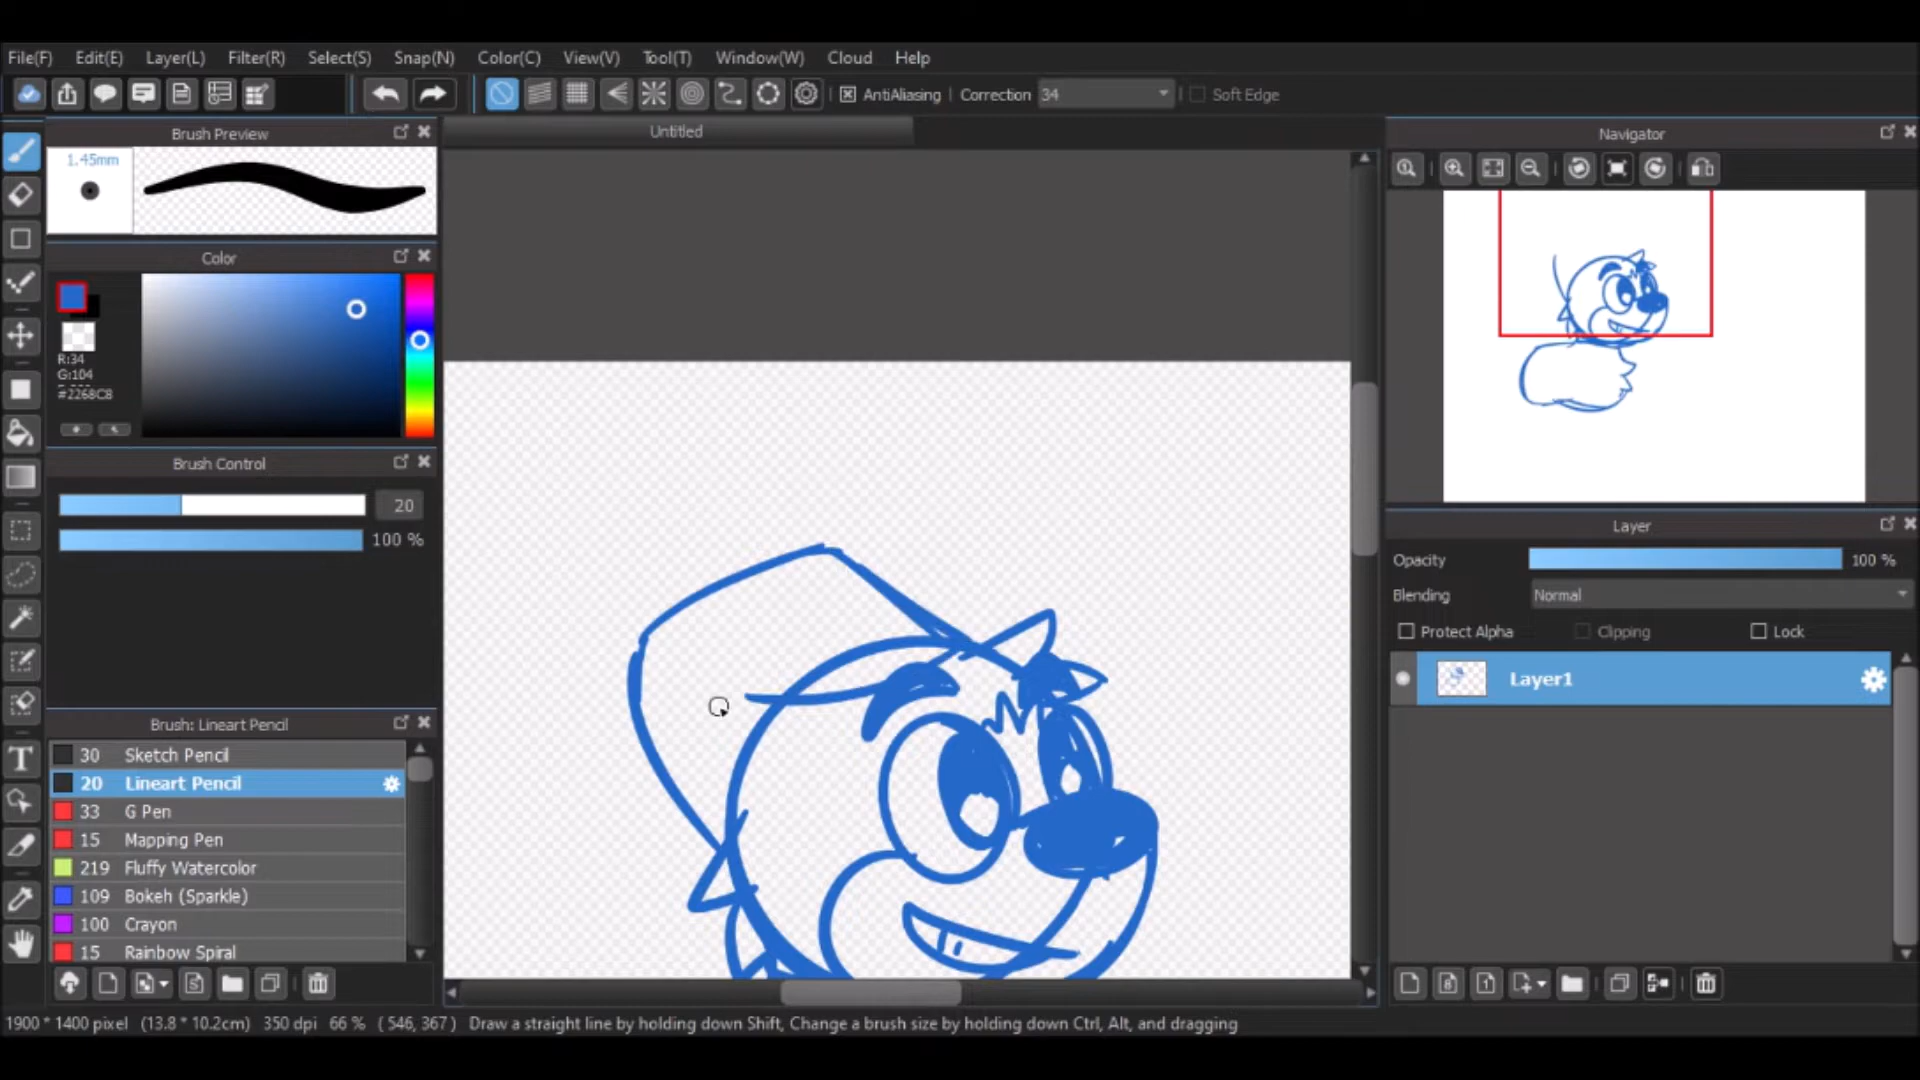 File(F) Edit(E) Layer(L) Filter(R) Select(S) Snap(N) Color(C) View(V) Tool(T) Window(W) Cloud Help
AntiAliasing Correction 34 Soft Edge
Brush Preview
Untitled
Navigator
1.45mm
Color
R:34
G:104
#2268C8
Brush Control
20
100 %
Layer
Opacity 100 %
Blending Normal
Protect Alpha Clipping Lock
Layer1
Brush: Lineart Pencil
30 Sketch Pencil
20 Lineart Pencil
33 G Pen
15 Mapping Pen
219 Fluffy Watercolor
109 Bokeh (Sparkle)
100 Crayon
15 Rainbow Spiral
1900 * 1400 pixel (13.8 * 10.2cm) 350 dpi 66 % ( 546, 367 ) Draw a straight line by holding down Shift, Change a brush size by holding down Ctrl, Alt, and dragging